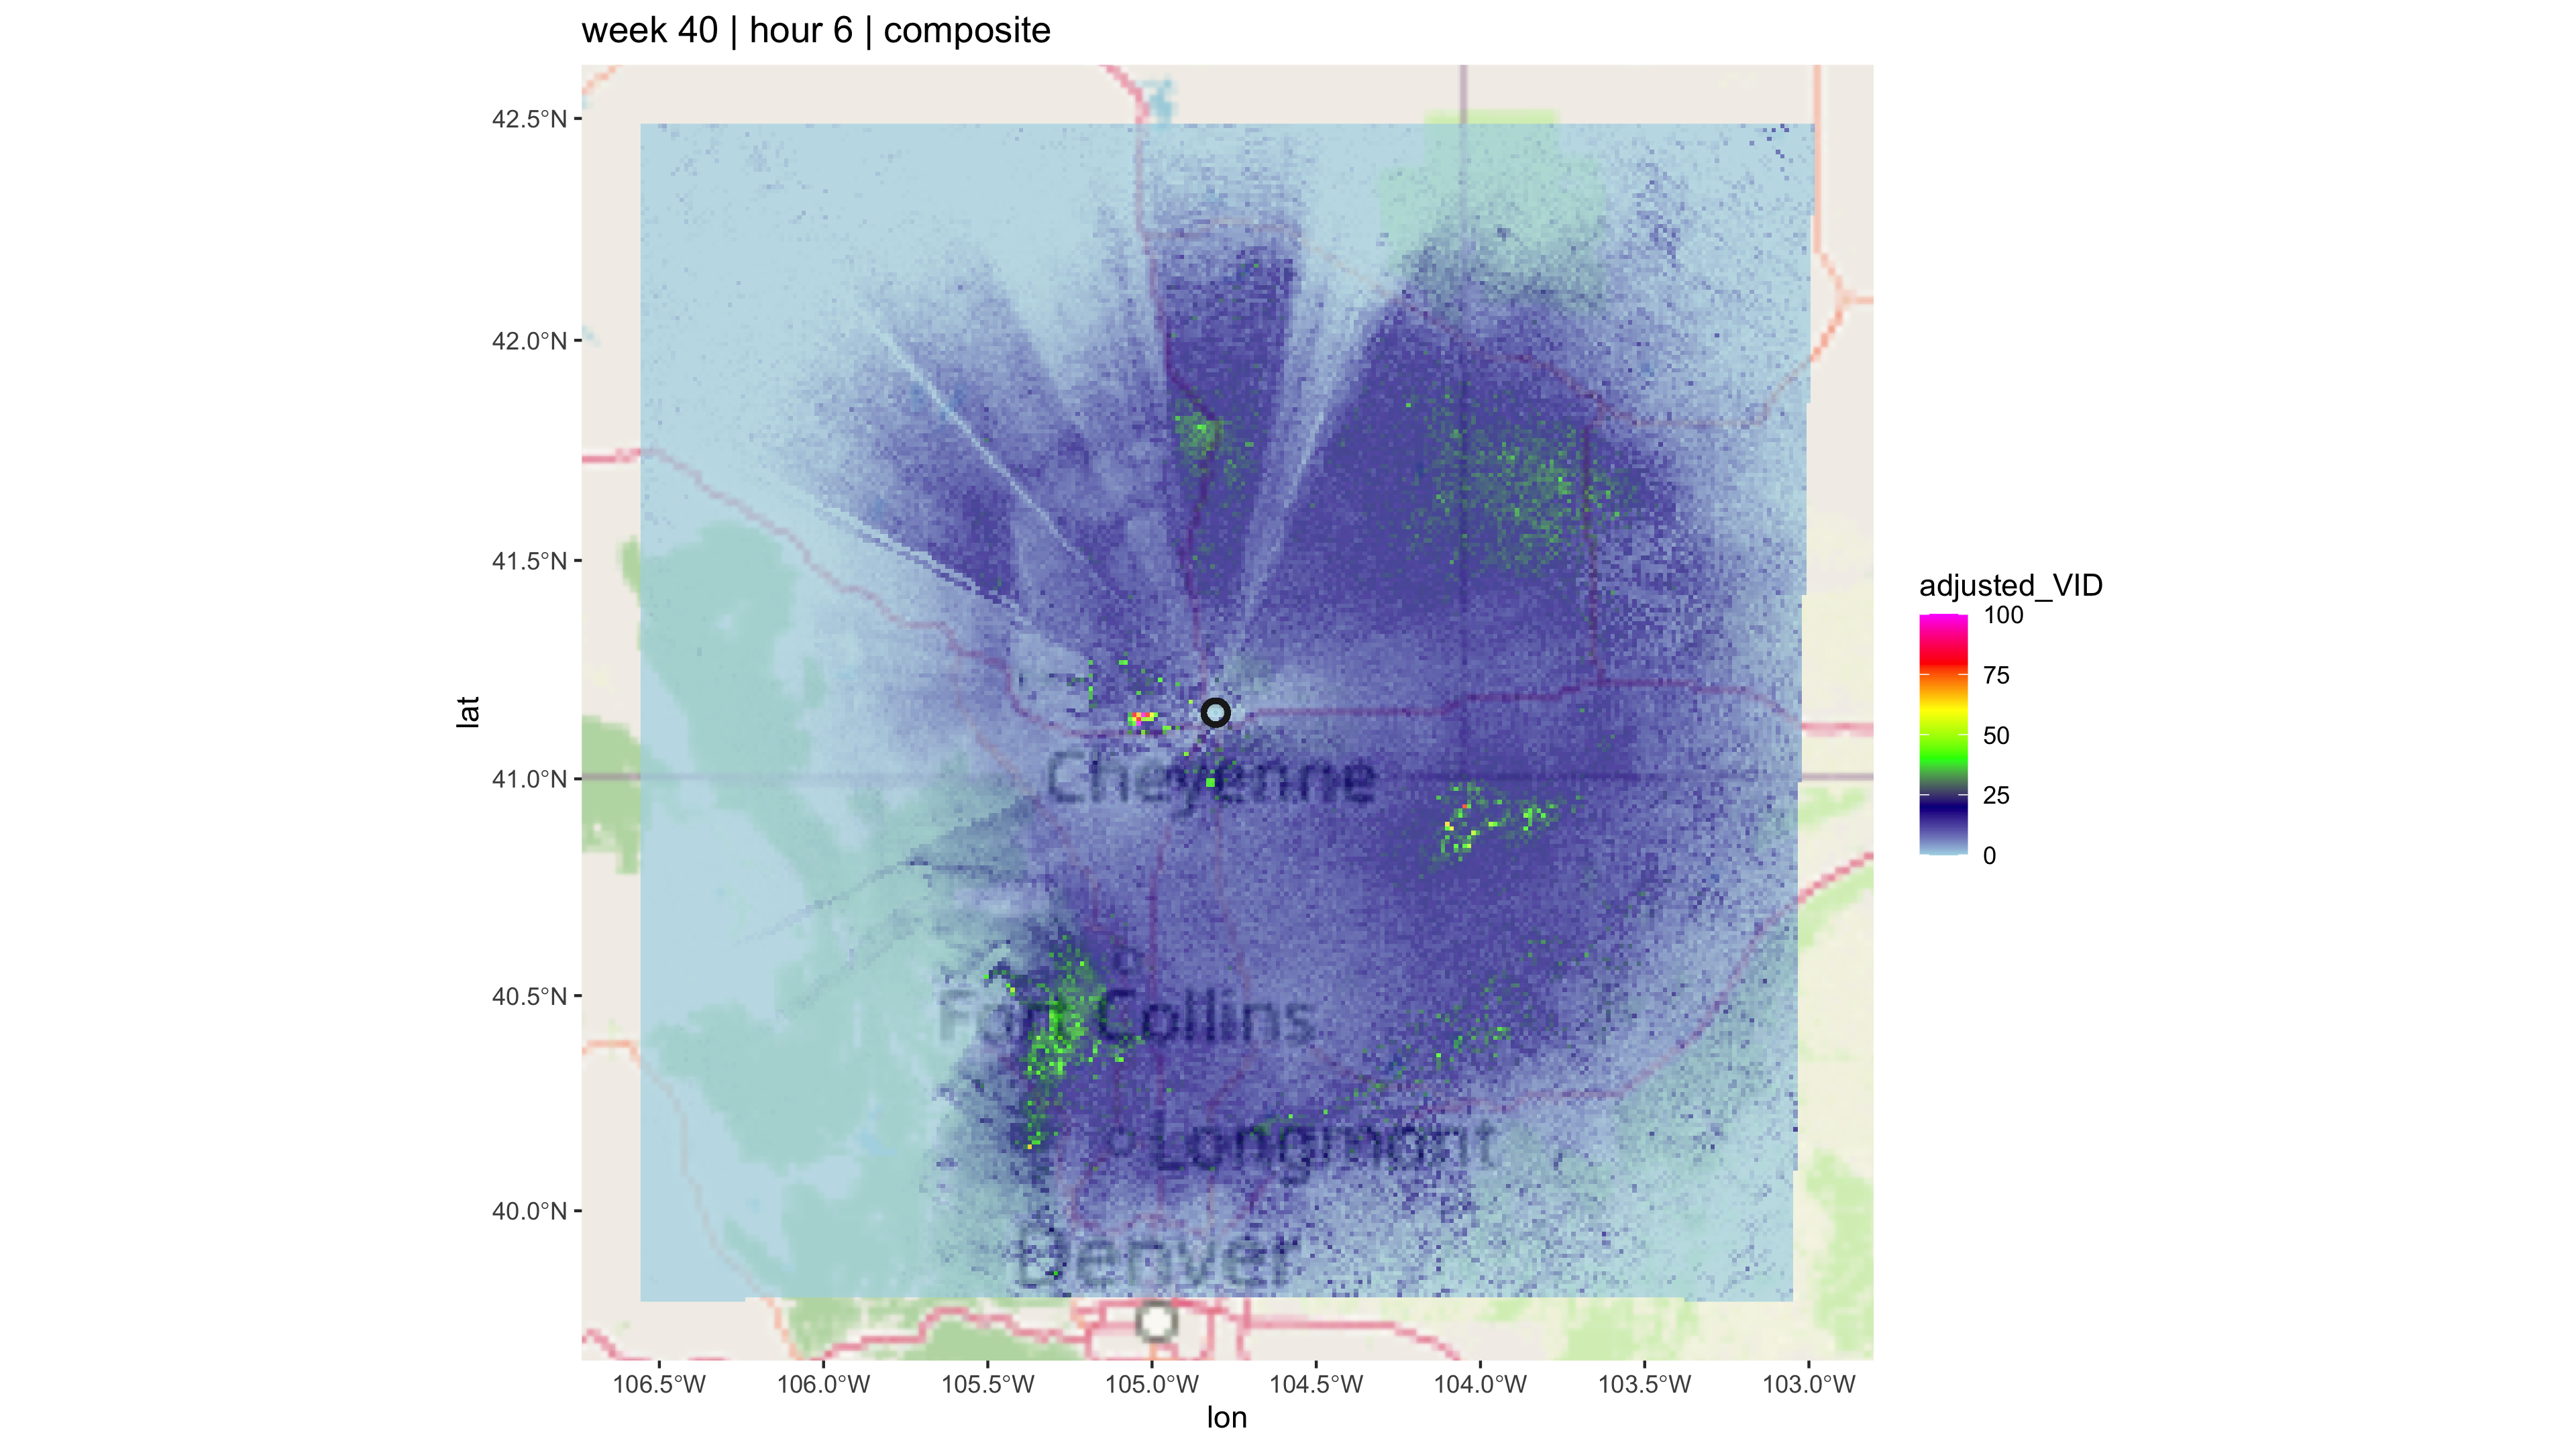 week 40 | hour 6 | composite
42.5°N
42.0°N
41.5°N
41.0°N
40.5°N
40.0°N
lat
Cheyenne
Fort Collins
Longmont
Denver
106.5°W 106.0°W 105.5°W 105.0°W 104.5°W 104.0°W 103.5°W 103.0°W
lon
adjusted_VID
100
75
50
25
0